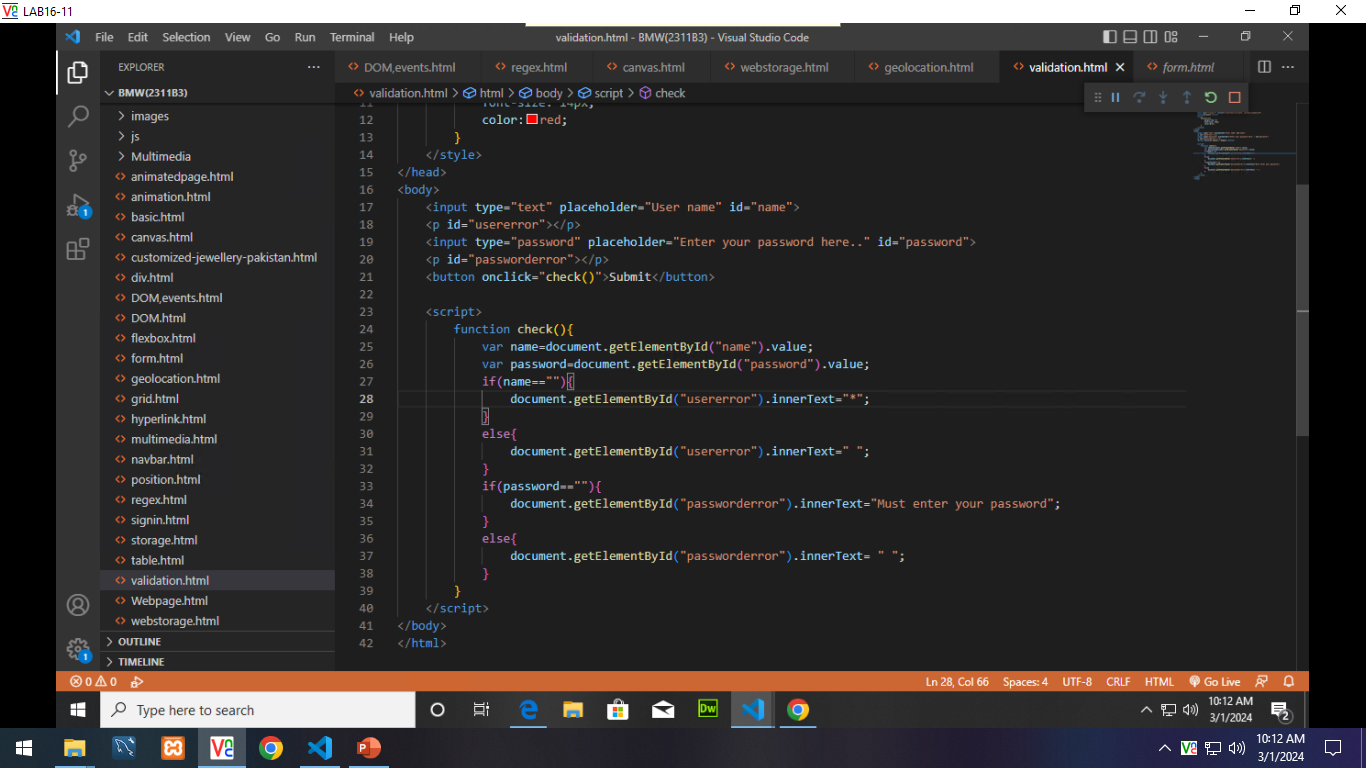 LAB16-11
File Edit Selection View Go Run Terminal Help
validation.html - BMW(2311B3) - Visual Studio Code
EXPLORER
BMW(2311B3)
images
js
Multimedia
animatedpage.html
animation.html
basic.html
canvas.html
customized-jewellery-pakistan.html
div.html
DOM,events.html
DOM.html
flexbox.html
form.html
geolocation.html
grid.html
hyperlink.html
multimedia.html
navbar.html
position.html
regex.html
signin.html
storage.html
table.html
validation.html
Webpage.html
webstorage.html
OUTLINE
TIMELINE
1
1
DOM,events.html regex.html canvas.html webstorage.html geolocation.html validation.html form.html
validation.html > html > body > script > check
11 font-size: 14px;
12 color: red;
13 }
14 </style>
15 </head>
16 <body>
17 <input type="text" placeholder="User name" id="name">
18 <p id="usererror"></p>
19 <input type="password" placeholder="Enter your password here.." id="password">
20 <p id="passworderror"></p>
21 <button onclick="check()">Submit</button>
22
23 <script>
24 function check(){
25 var name=document.getElementById("name").value;
26 var password=document.getElementById("password").value;
27 if(name==""){
28 document.getElementById("usererror").innerText="*";
29 }
30 else{
31 document.getElementById("usererror").innerText=" ";
32 }
33 if(password==""){
34 document.getElementById("passworderror").innerText="Must enter your password";
35 }
36 else{
37 document.getElementById("passworderror").innerText= " ";
38 }
39 }
40 </script>
41 </body>
42 </html>
0 0
Ln 28, Col 66 Spaces: 4 UTF-8 CRLF HTML Go Live
Type here to search
Dw
10:12 AM
3/1/2024
2
10:12 AM
3/1/2024